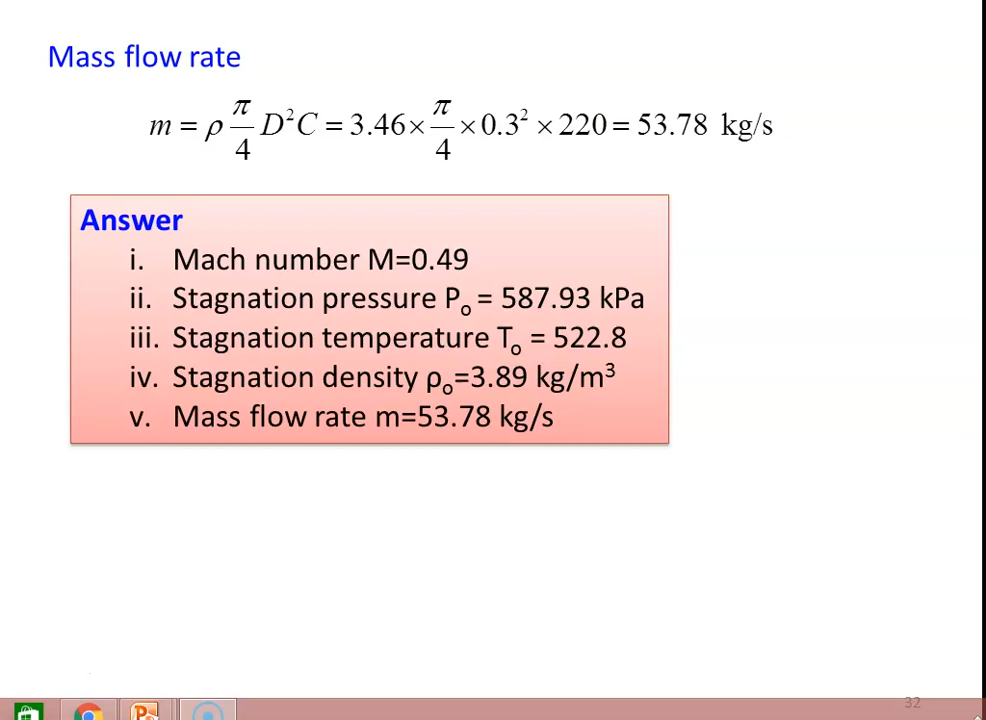 Mass flow rate
m = ρ π/4 D²C = 3.46 × π/4 × 0.3² × 220 = 53.78 kg/s
Answer
i. Mach number M=0.49
ii. Stagnation pressure Pₒ = 587.93 kPa
iii. Stagnation temperature Tₒ = 522.8
iv. Stagnation density ρₒ=3.89 kg/m³
v. Mass flow rate m=53.78 kg/s
32